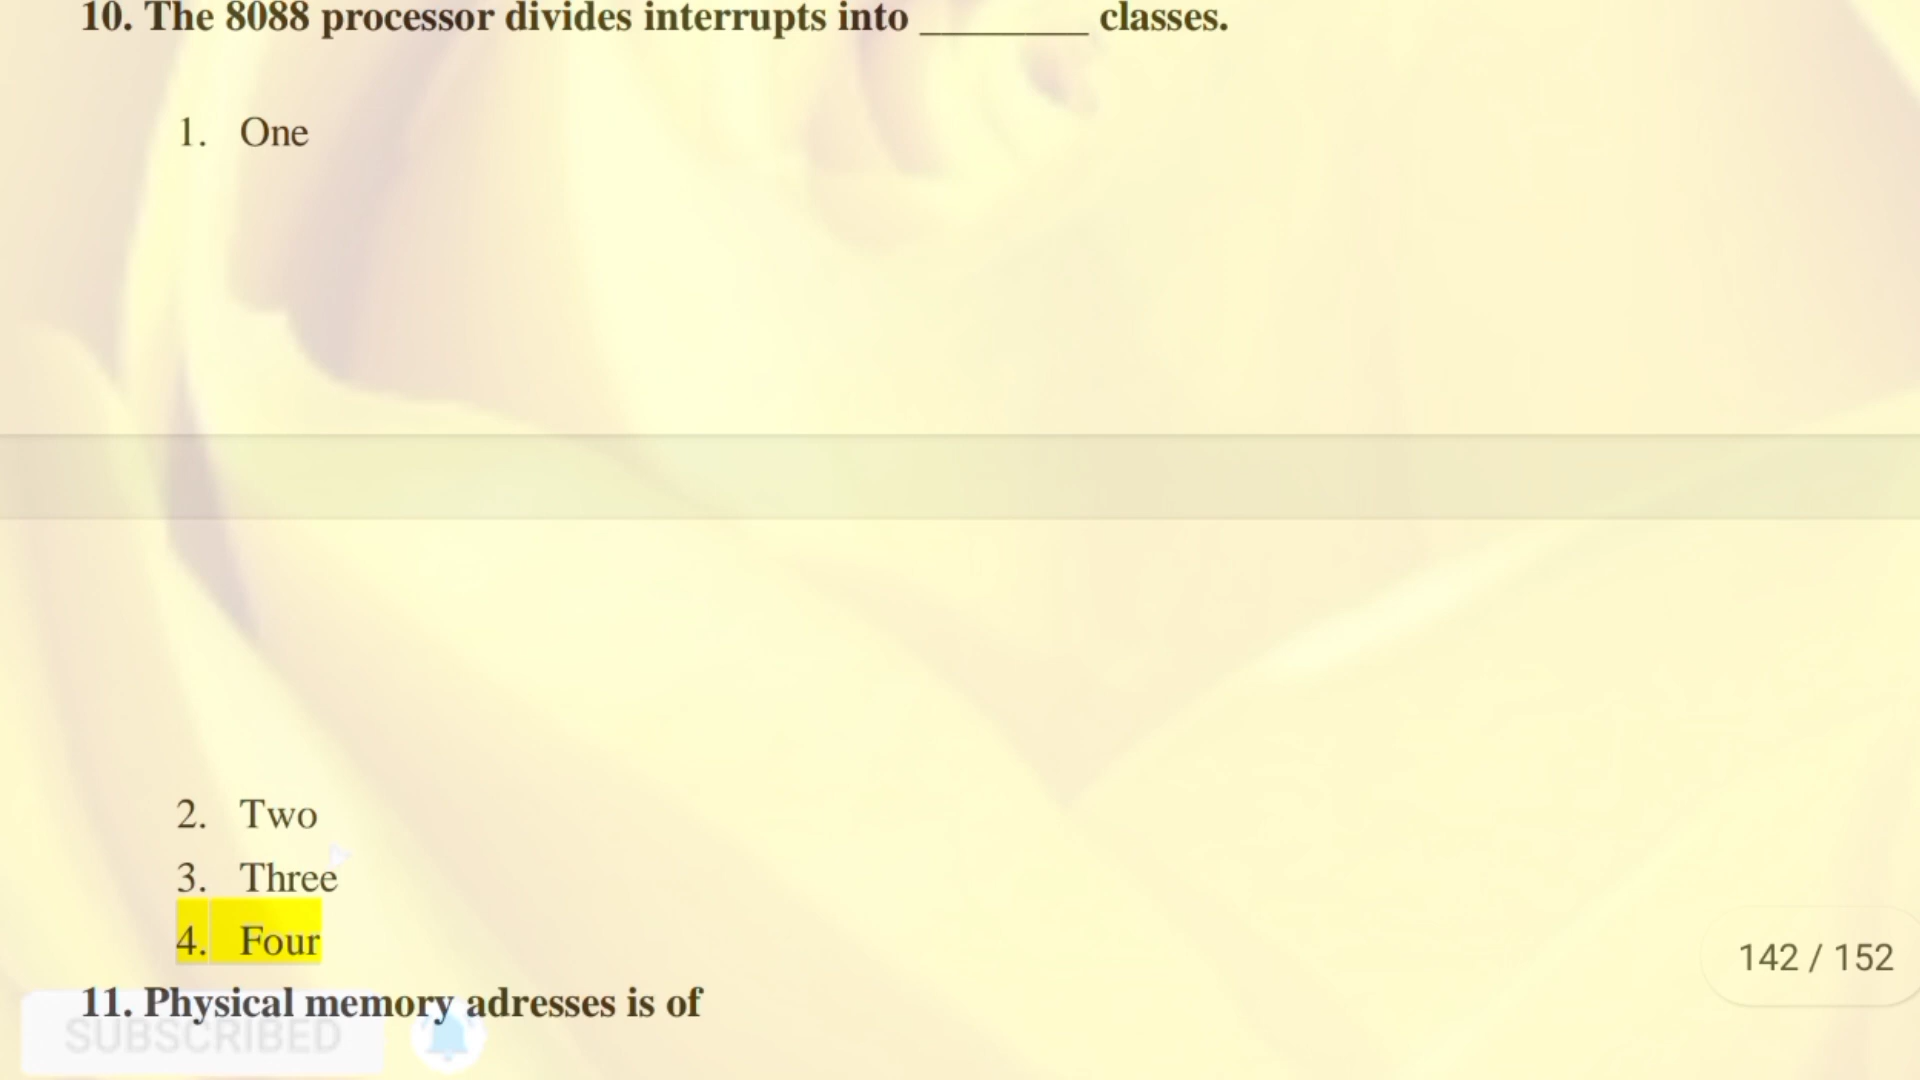 10. The 8088 processor divides interrupts into ________ classes.
1. One
2. Two
3. Three
4. Four
11. Physical memory adresses is of
SUBSCRIBED
142 / 152